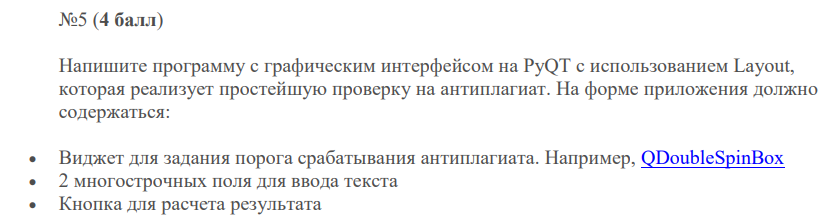 №5 (4 балл)
Напишите программу с графическим интерфейсом на PyQT с использованием Layout,
которая реализует простейшую проверку на антиплагиат. На форме приложения должно
содержаться:
• Виджет для задания порога срабатывания антиплагиата. Например, QDoubleSpinBox
• 2 многострочных поля для ввода текста
• Кнопка для расчета результата